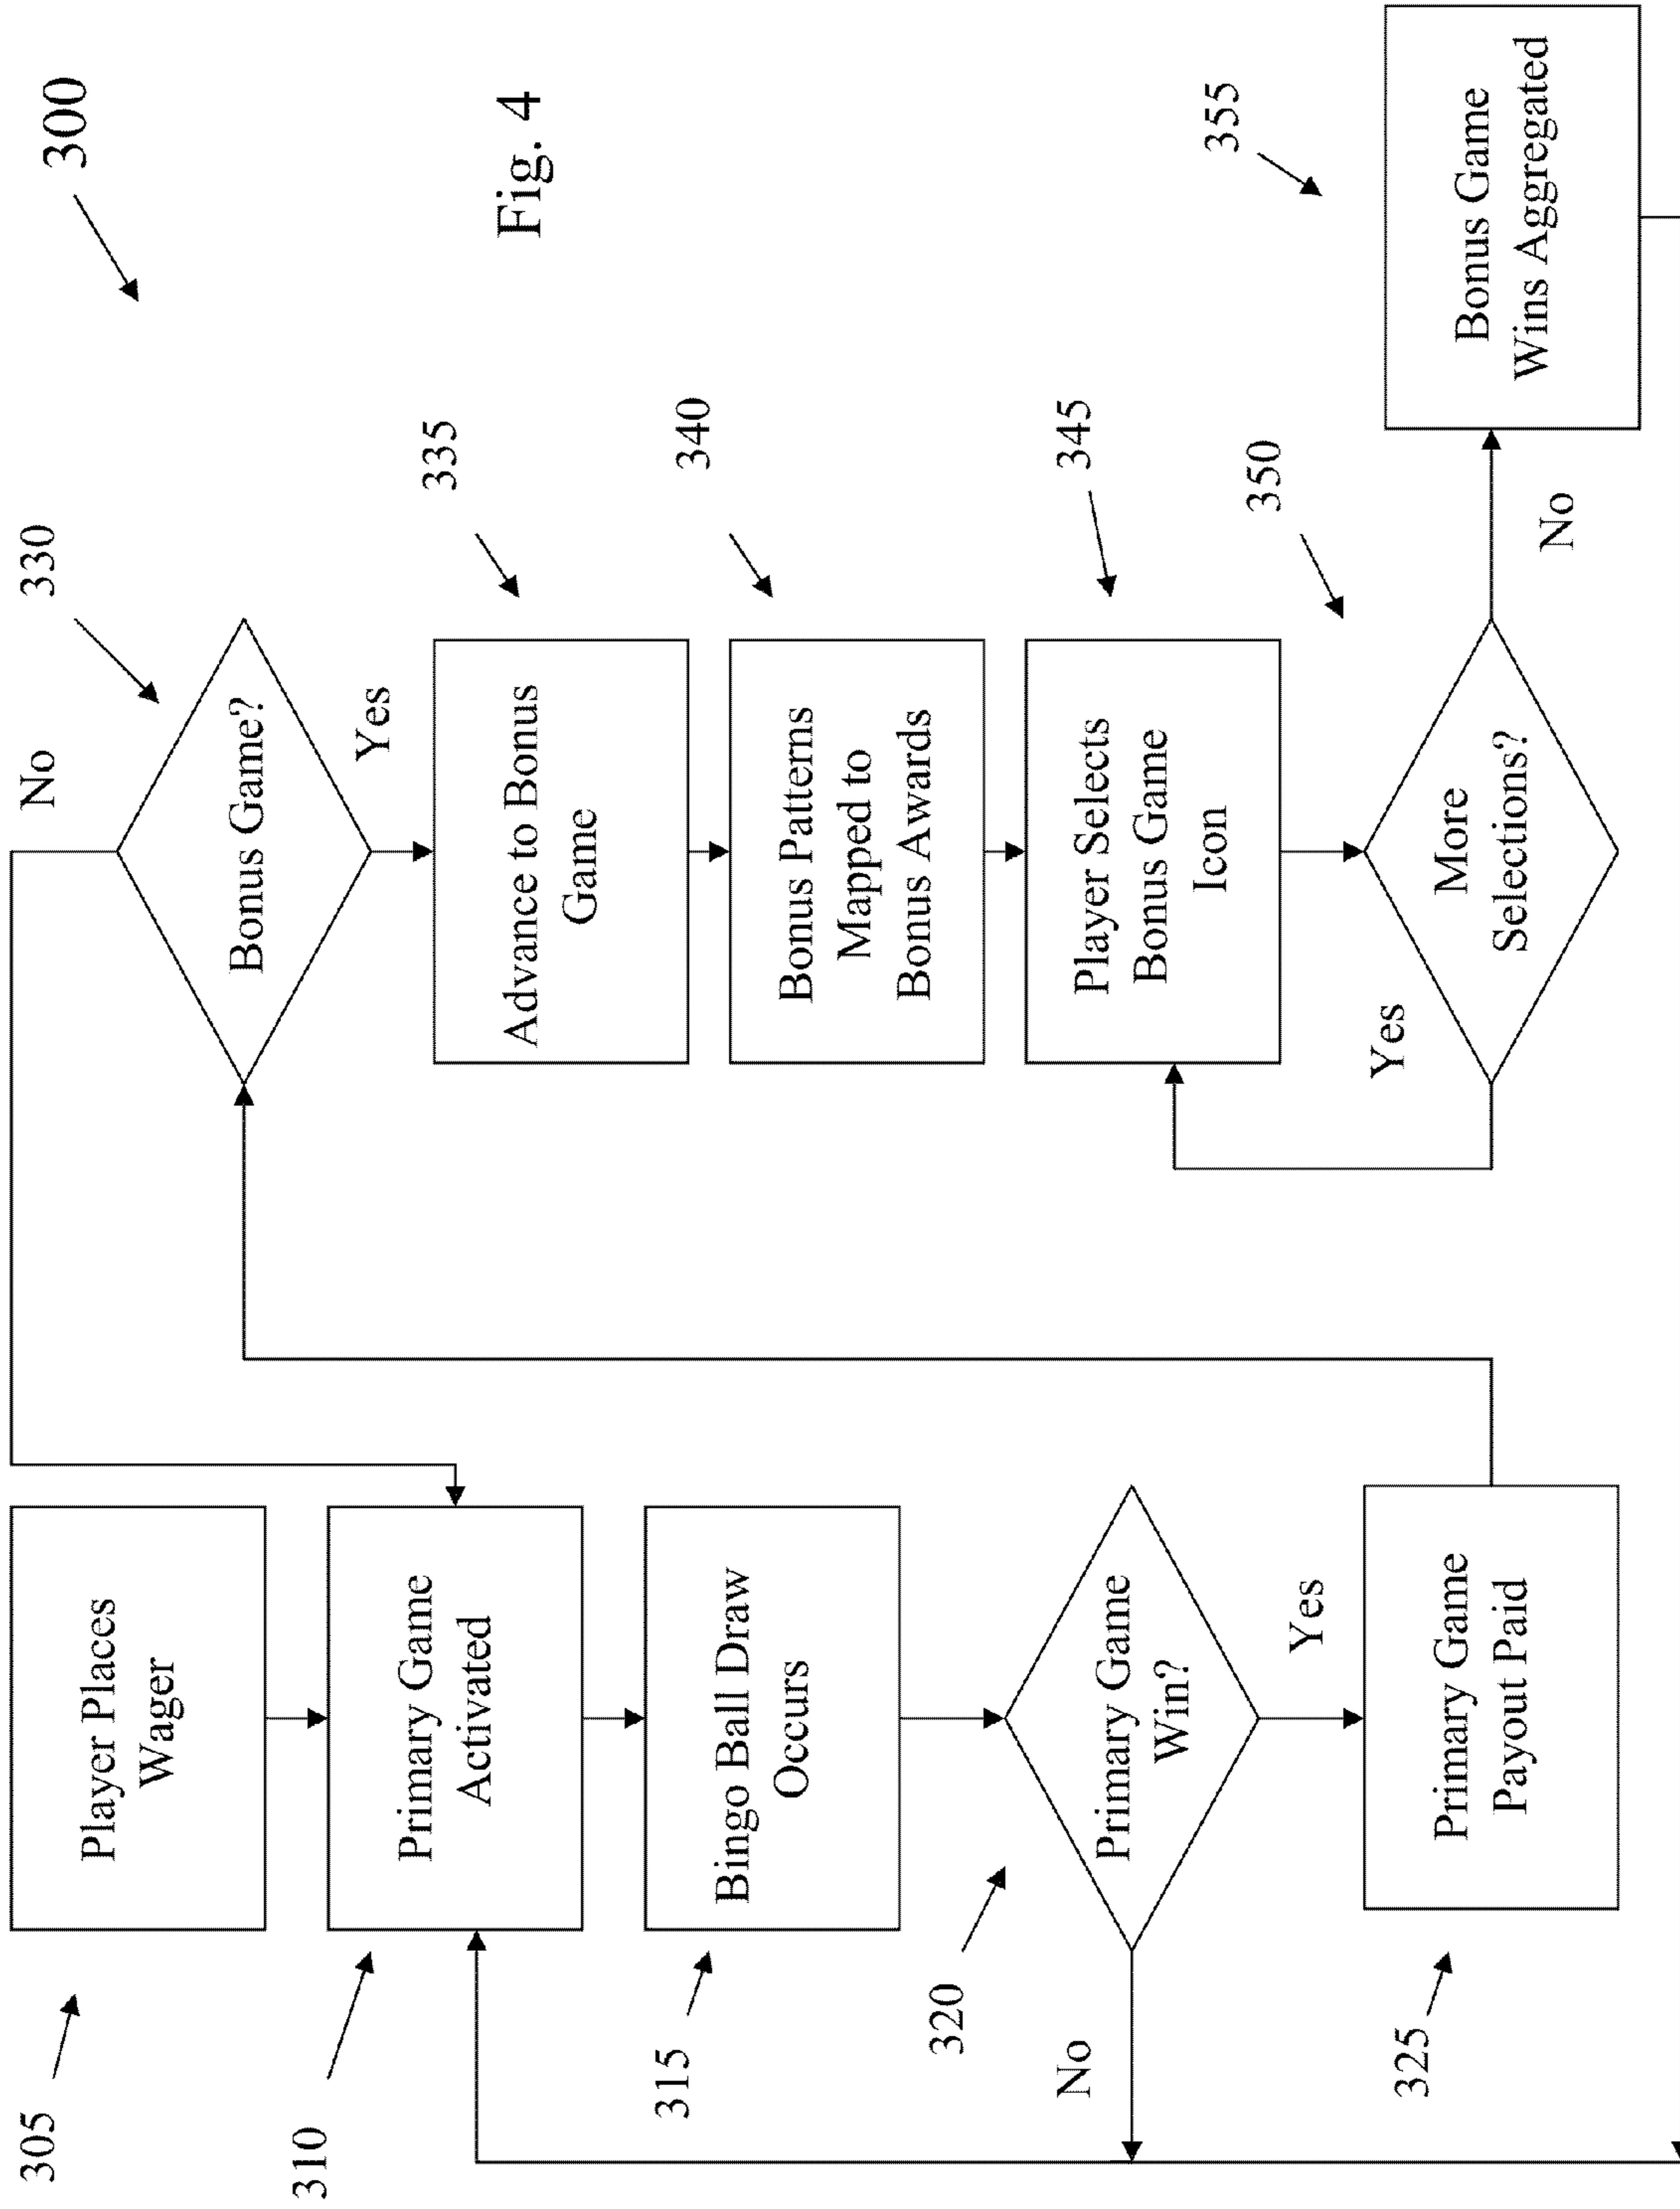 300
Fig. 4
305
Player Places
Wager
310
Primary Game
Activated
315
Bingo Ball Draw
Occurs
320
Primary Game
Win?
No
Yes
325
Primary Game
Payout Paid
330
Bonus Game?
No
Yes
335
Advance to Bonus
Game
340
Bonus Patterns
Mapped to
Bonus Awards
345
Player Selects
Bonus Game
Icon
350
More
Selections?
Yes
No
355
Bonus Game
Wins Aggregated